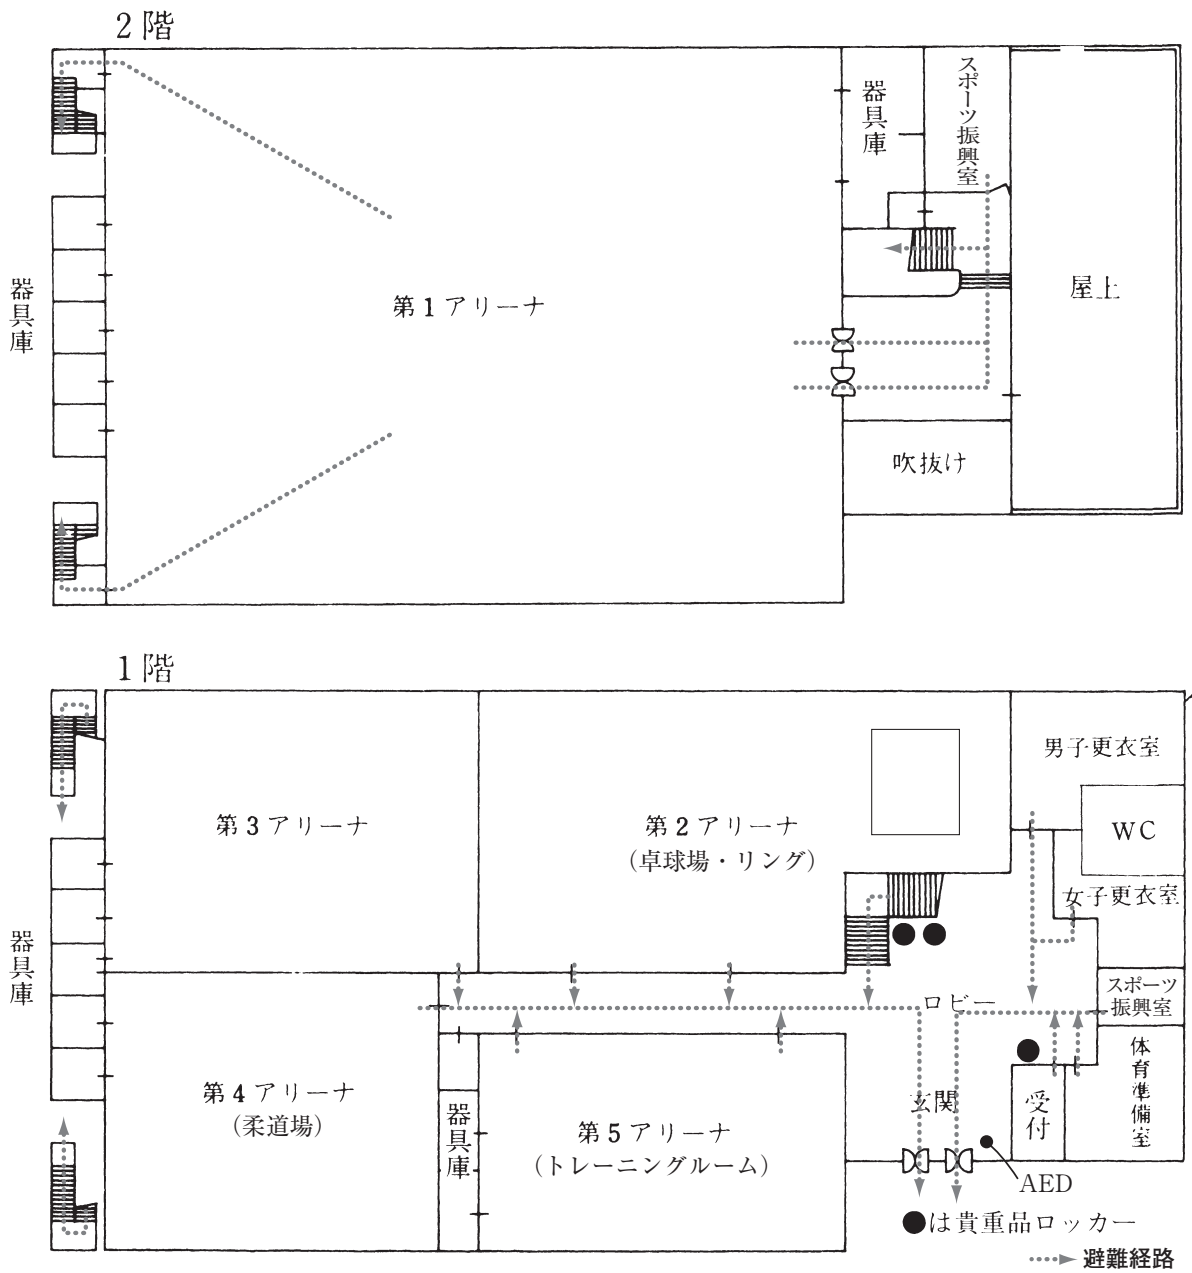 2階
器具庫
スポーツ振興室
器具庫
第1アリーナ
屋上
吹抜け
1階
男子更衣室
第3アリーナ
第2アリーナ
(卓球場・リング)
WC
女子更衣室
器具庫
ロビー
スポーツ
振興室
体育準備室
第4アリーナ
(柔道場)
器具庫
第5アリーナ
(トレーニングルーム)
玄関
受付
AED
●は貴重品ロッカー
避難経路